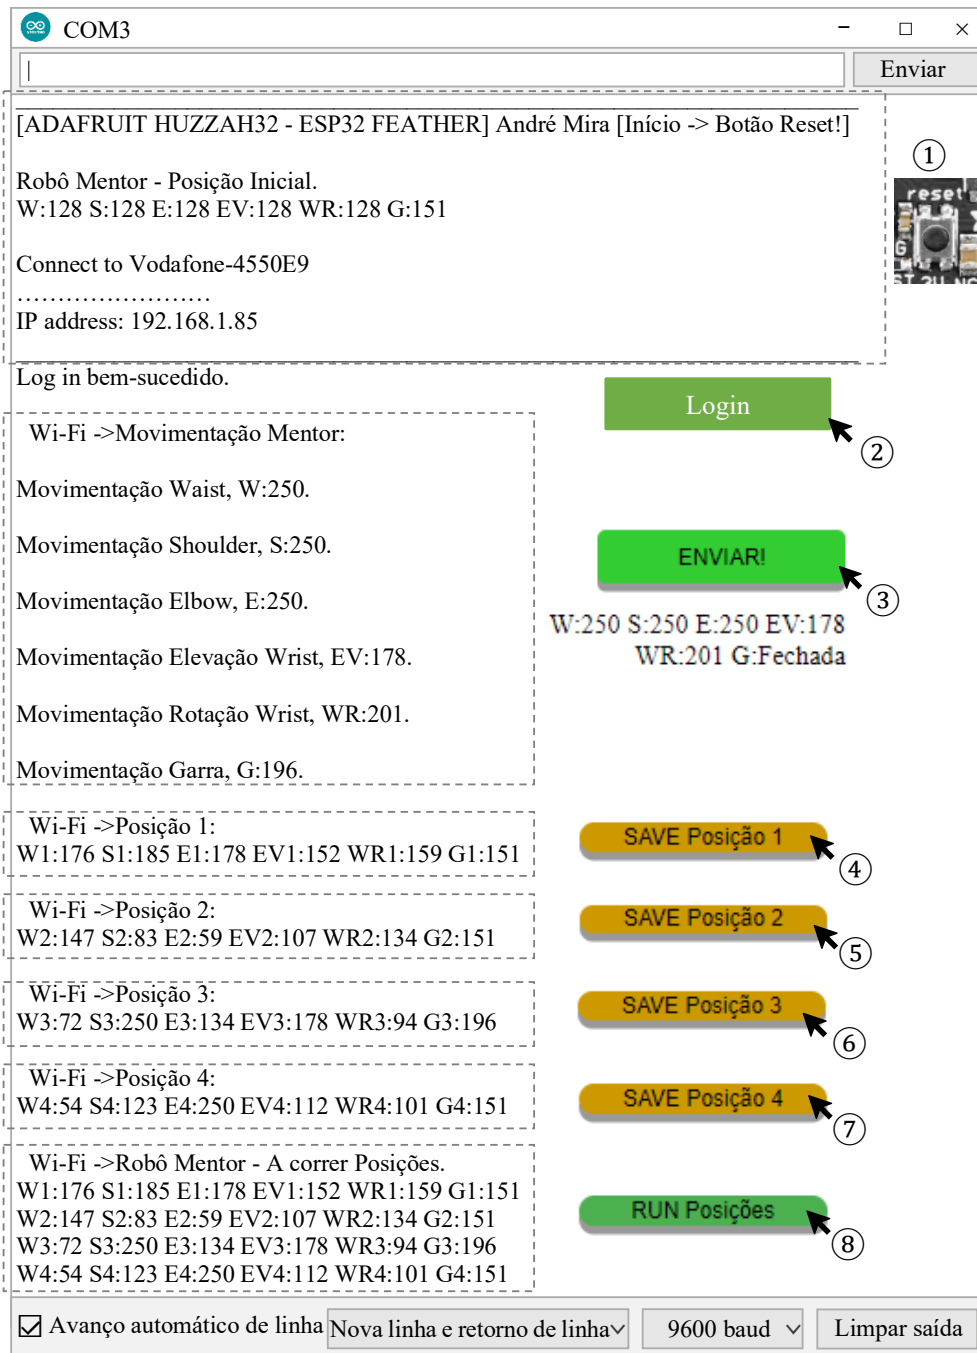 COM3
Enviar
[ADAFRUIT HUZZAH32 - ESP32 FEATHER] André Mira [Início -> Botão Reset!]
①
reset
Robô Mentor - Posição Inicial.
W:128 S:128 E:128 EV:128 WR:128 G:151
Connect to Vodafone-4550E9
……………………
IP address: 192.168.1.85
Log in bem-sucedido.
Login
②
Wi-Fi ->Movimentação Mentor:
Movimentação Waist, W:250.
Movimentação Shoulder, S:250.
Movimentação Elbow, E:250.
Movimentação Elevação Wrist, EV:178.
Movimentação Rotação Wrist, WR:201.
Movimentação Garra, G:196.
ENVIAR!
③
W:250 S:250 E:250 EV:178
WR:201 G:Fechada
Wi-Fi ->Posição 1:
W1:176 S1:185 E1:178 EV1:152 WR1:159 G1:151
SAVE Posição 1
④
Wi-Fi ->Posição 2:
W2:147 S2:83 E2:59 EV2:107 WR2:134 G2:151
SAVE Posição 2
⑤
Wi-Fi ->Posição 3:
W3:72 S3:250 E3:134 EV3:178 WR3:94 G3:196
SAVE Posição 3
⑥
Wi-Fi ->Posição 4:
W4:54 S4:123 E4:250 EV4:112 WR4:101 G4:151
SAVE Posição 4
⑦
Wi-Fi ->Robô Mentor - A correr Posições.
W1:176 S1:185 E1:178 EV1:152 WR1:159 G1:151
W2:147 S2:83 E2:59 EV2:107 WR2:134 G2:151
W3:72 S3:250 E3:134 EV3:178 WR3:94 G3:196
W4:54 S4:123 E4:250 EV4:112 WR4:101 G4:151
RUN Posições
⑧
Avanço automático de linha
Nova linha e retorno de linha
9600 baud
Limpar saída